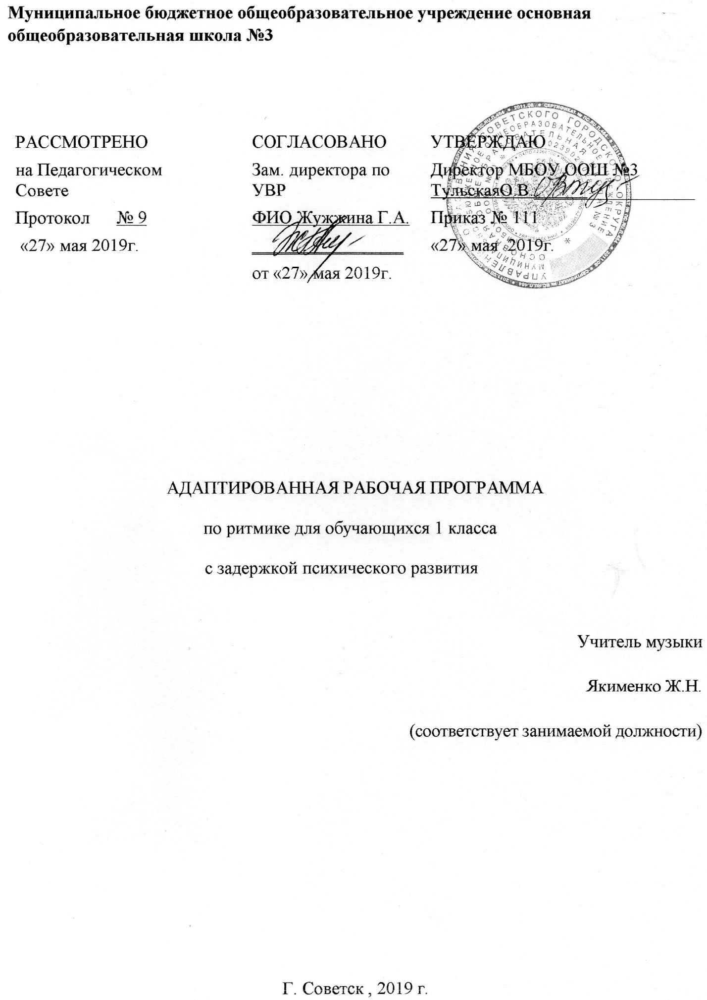 Муниципальное бюджетное общеобразовательное учреждение основная
общеобразовательная школа №3
РАССМОТРЕНО
на Педагогическом
Совете
Протокол № 9
«27» мая 2019г.
СОГЛАСОВАНО
Зам. директора по
УВР
ФИО Жужжина Г.А.
от «27» мая 2019г.
УТВЕРЖДАЮ
Директор МБОУ ООШ №3
ТульскаяО.В.
Приказ № 111
«27» мая 2019г.
АДАПТИРОВАННАЯ РАБОЧАЯ ПРОГРАММА
по ритмике для обучающихся 1 класса
с задержкой психического развития
Учитель музыки
Якименко Ж.Н.
(соответствует занимаемой должности)
Г. Советск , 2019 г.